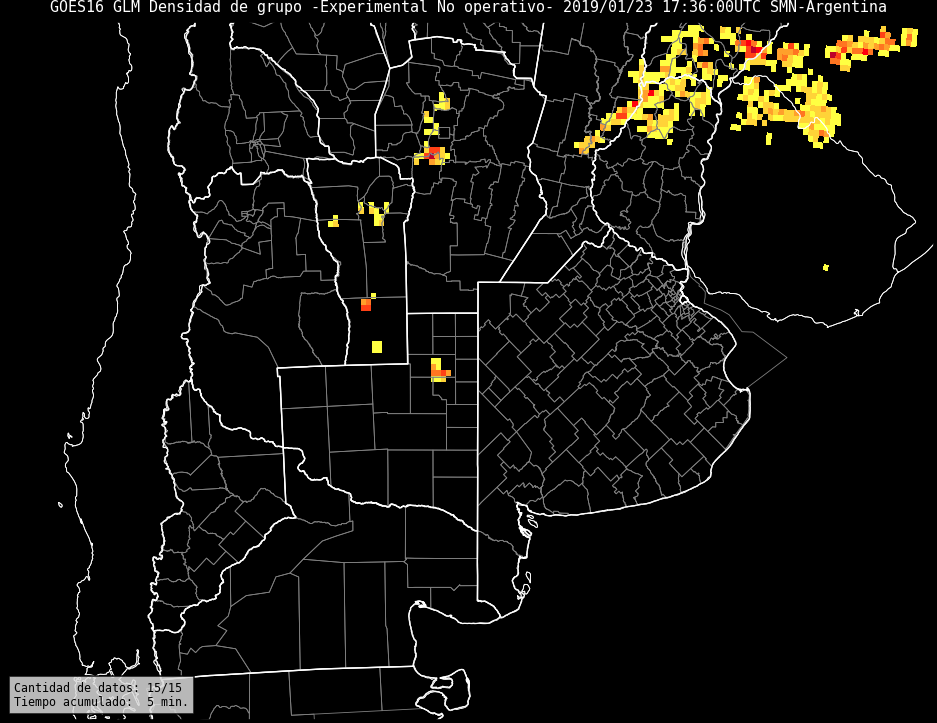 GOES16 GLM Densidad de grupo -Experimental No operativo- 2019/01/23 17:36:00UTC SMN-Argentina
Cantidad de datos: 15/15
Tiempo acumulado:  5 min.